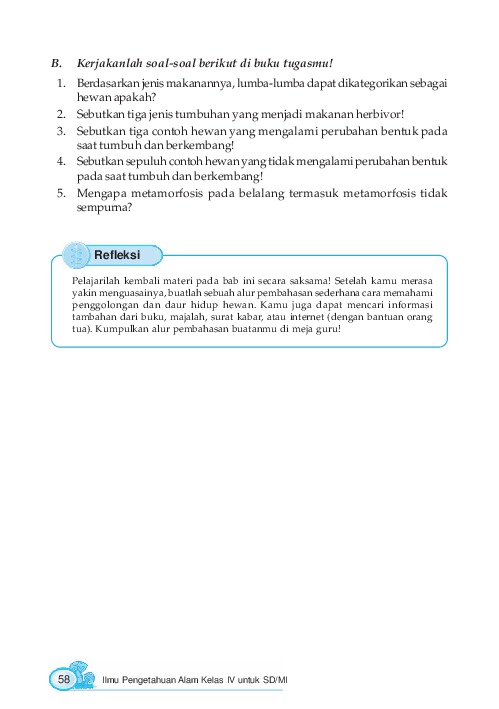 B. Kerjakanlah soal-soal berikut di buku tugasmu!
1. Berdasarkan jenis makanannya, lumba-lumba dapat dikategorikan sebagai
hewan apakah?
2. Sebutkan tiga jenis tumbuhan yang menjadi makanan herbivor!
3. Sebutkan tiga contoh hewan yang mengalami perubahan bentuk pada
saat tumbuh dan berkembang!
4. Sebutkan sepuluh contoh hewan yang tidak mengalami perubahan bentuk
pada saat tumbuh dan berkembang!
5. Mengapa metamorfosis pada belalang termasuk metamorfosis tidak
sempurna?
Refleksi
Pelajarilah kembali materi pada bab ini secara saksama! Setelah kamu merasa
yakin menguasainya, buatlah sebuah alur pembahasan sederhana cara memahami
penggolongan dan daur hidup hewan. Kamu juga dapat mencari informasi
tambahan dari buku, majalah, surat kabar, atau internet (dengan bantuan orang
tua). Kumpulkan alur pembahasan buatanmu di meja guru!
58 Ilmu Pengetahuan Alam Kelas IV untuk SD/MI